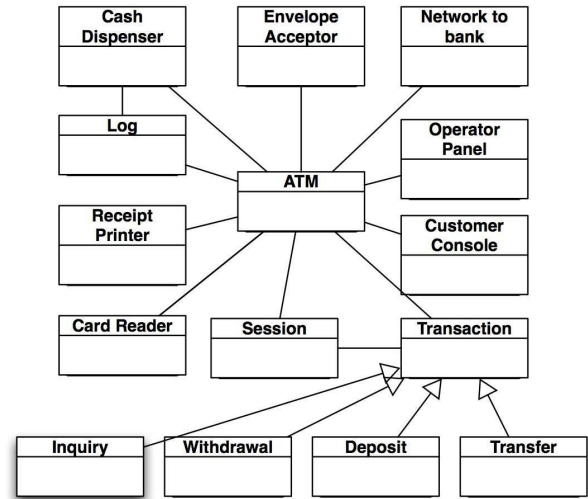 Cash
Dispenser
Envelope
Acceptor
Network to
bank
Log
Operator
Panel
ATM
Receipt
Printer
Customer
Console
Card Reader
Session
Transaction
Inquiry
Withdrawal
Deposit
Transfer